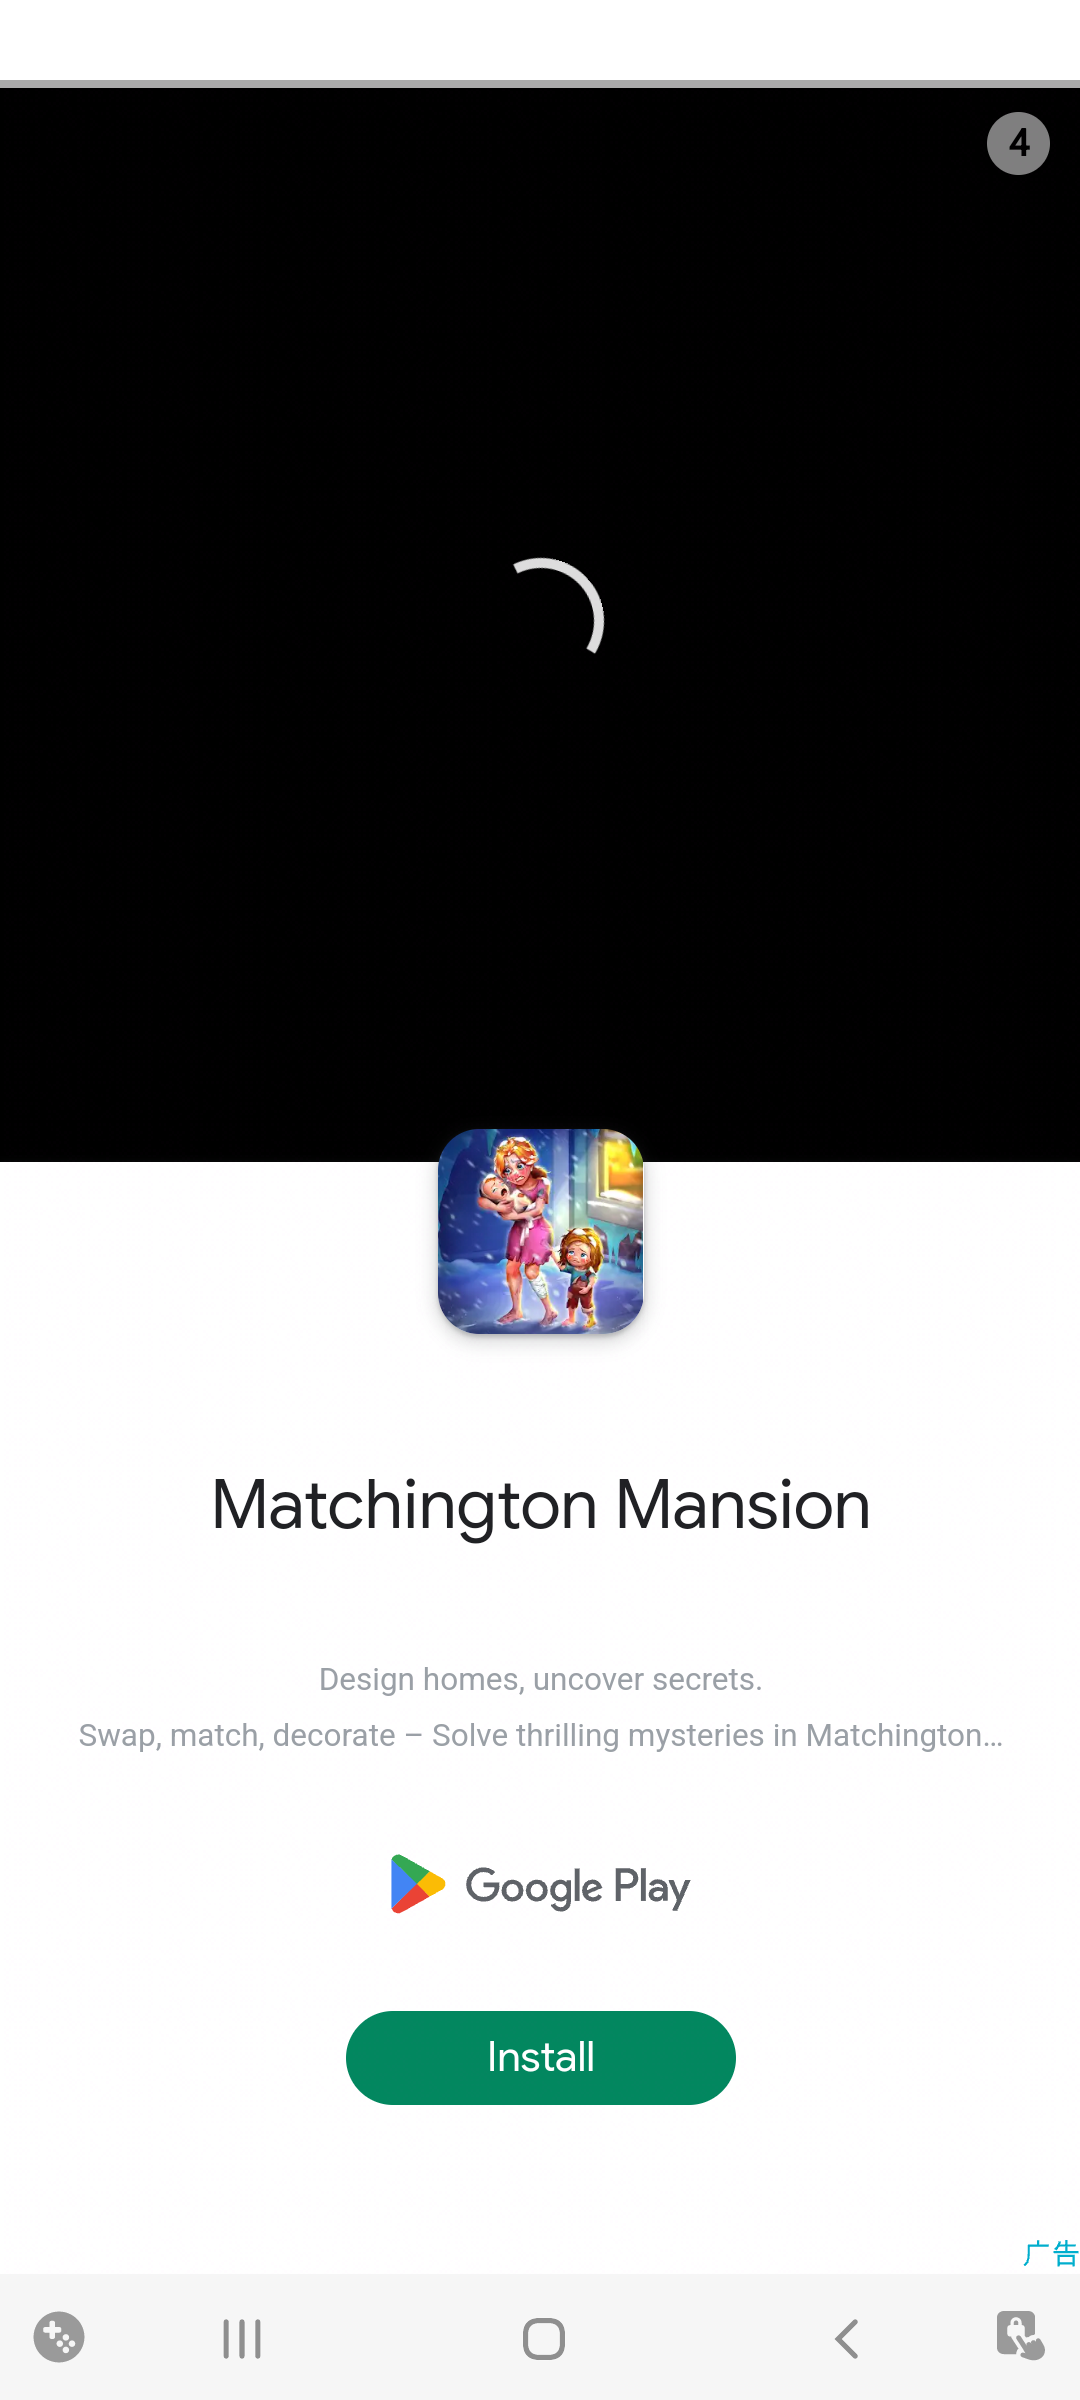 4
Matchington Mansion
Design homes, uncover secrets.
Swap, match, decorate – Solve thrilling mysteries in Matchington...
Google Play
Install
广告